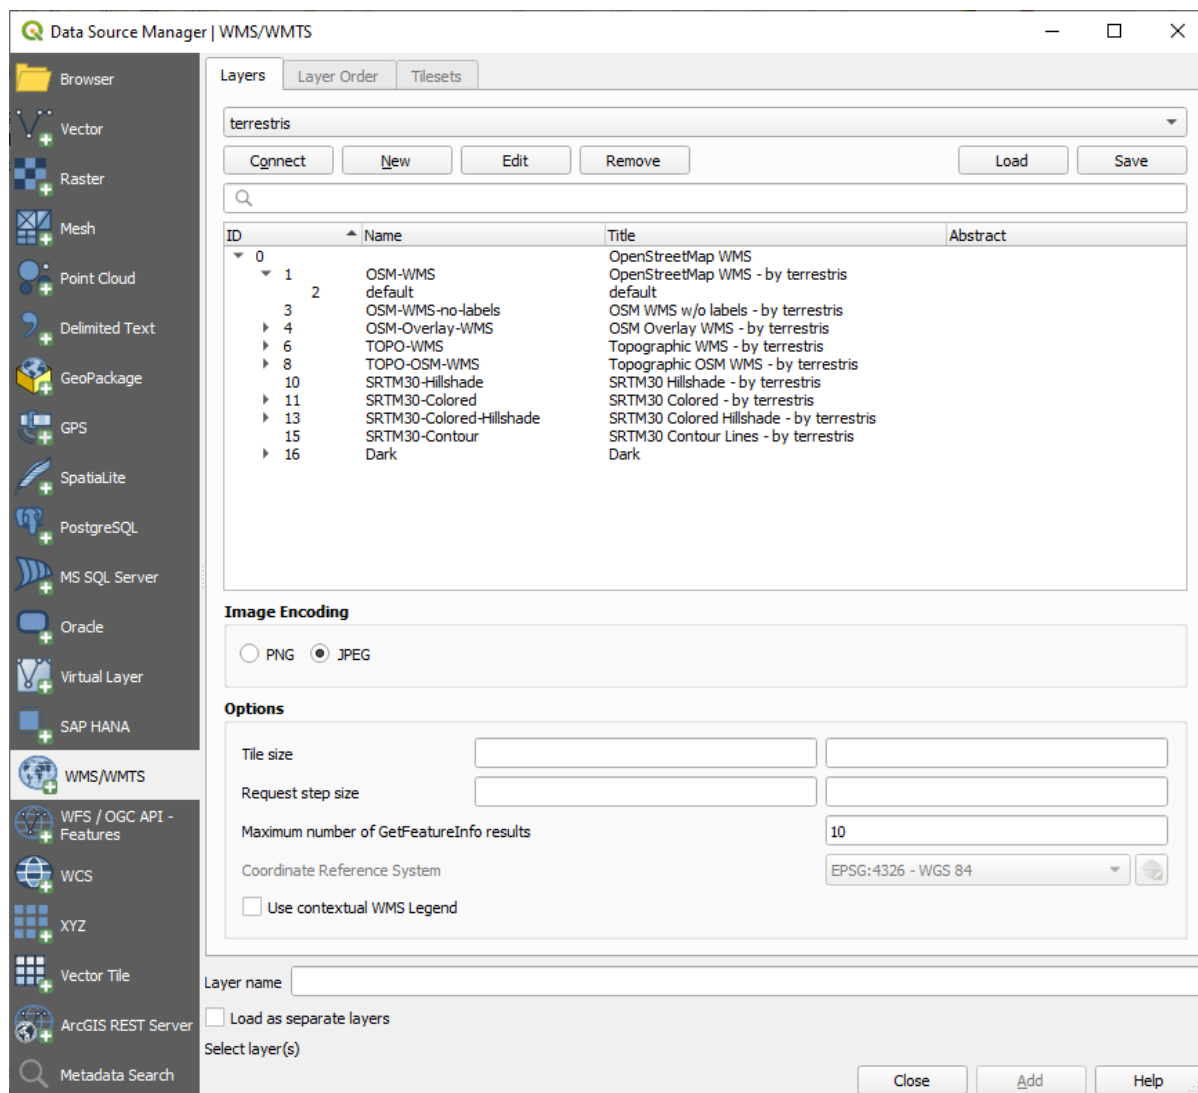 Data Source Manager | WMS/WMTS
Browser
Vector
Raster
Mesh
Point Cloud
Delimited Text
GeoPackage
GPS
SpatiaLite
PostgreSQL
MS SQL Server
Oracle
Virtual Layer
SAP HANA
WMS/WMTS
WFS / OGC API -
Features
WCS
XYZ
Vector Tile
ArcGIS REST Server
Metadata Search
Layers Layer Order Tilesets
terrestris
Connect New Edit Remove Load Save
ID Name Title Abstract
0 OpenStreetMap WMS
1 OSM-WMS OpenStreetMap WMS - by terrestris
2 default default
3 OSM-WMS-no-labels OSM WMS w/o labels - by terrestris
4 OSM-Overlay-WMS OSM Overlay WMS - by terrestris
6 TOPO-WMS Topographic WMS - by terrestris
8 TOPO-OSM-WMS Topographic OSM WMS - by terrestris
10 SRTM30-Hillshade SRTM30 Hillshade - by terrestris
11 SRTM30-Colored SRTM30 Colored - by terrestris
13 SRTM30-Colored-Hillshade SRTM30 Colored Hillshade - by terrestris
15 SRTM30-Contour SRTM30 Contour Lines - by terrestris
16 Dark Dark
Image Encoding
PNG JPEG
Options
Tile size
Request step size
Maximum number of GetFeatureInfo results 10
Coordinate Reference System EPSG:4326 - WGS 84
Use contextual WMS Legend
Layer name
Load as separate layers
Select layer(s)
Close Add Help